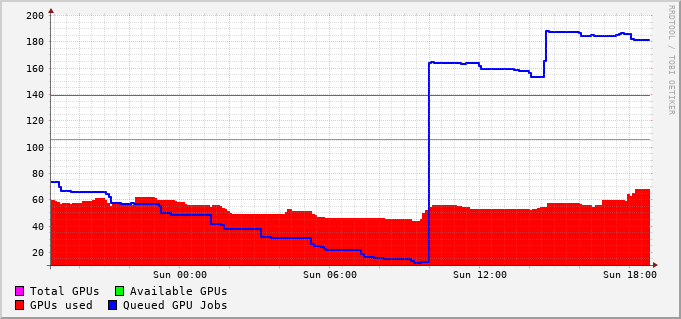 200
180
160
140
120
100
80
60
40
20
Sun 00:00 Sun 06:00 Sun 12:00 Sun 18:00
Total GPUs Available GPUs
GPUs used Queued GPU Jobs
RRDTOOL / TOBI OETIKER